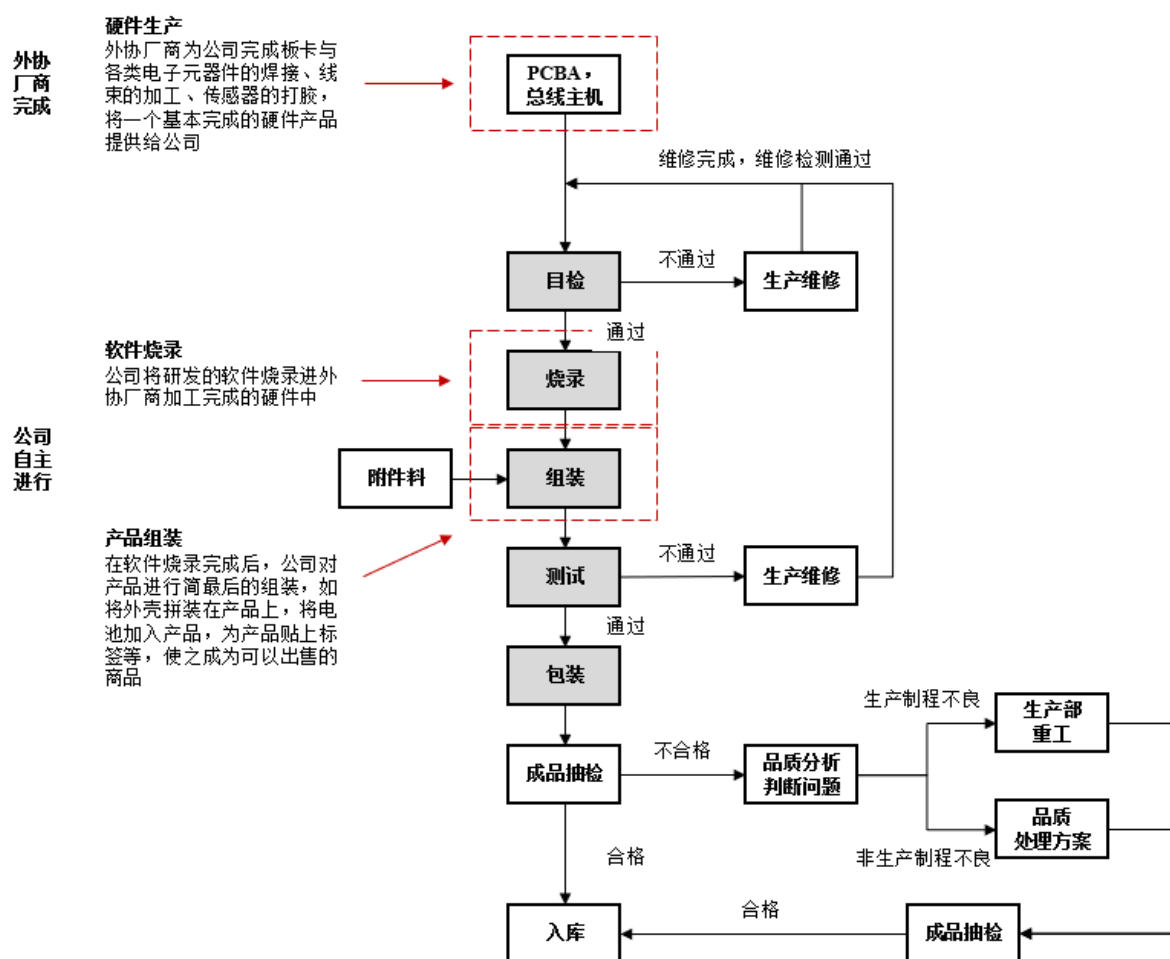 硬件生产
外协厂商为公司完成板卡与
各类电子元器件的焊接、线
束的加工、传感器的打胶，
将一个基本完成的硬件产品
提供给公司
外协
厂商
完成
PCBA，
总线主机
维修完成，维修检测通过
目检
不通过
生产维修
通过
软件烧录
公司将研发的软件烧录进外
协厂商加工完成的硬件中
烧录
公司
自主
进行
附件料
组装
产品组装
在软件烧录完成后，公司对
产品进行简最后的组装，如
将外壳拼装在产品上，将电
池加入产品，为产品贴上标
签等，使之成为可以出售的
商品
测试
不通过
生产维修
通过
包装
成品抽检
不合格
品质分析
判断问题
生产制程不良
生产部
重工
非生产制程不良
品质
处理方案
合格
入库
合格
成品抽检